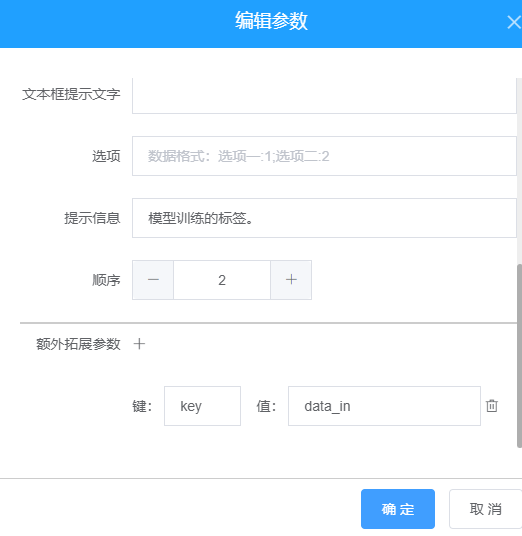 编辑参数
文本框提示文字
选项 数据格式：选项一:1;选项二:2
提示信息 模型训练的标签。
顺序 2
额外拓展参数
键： key 值： data_in
确 定 取 消